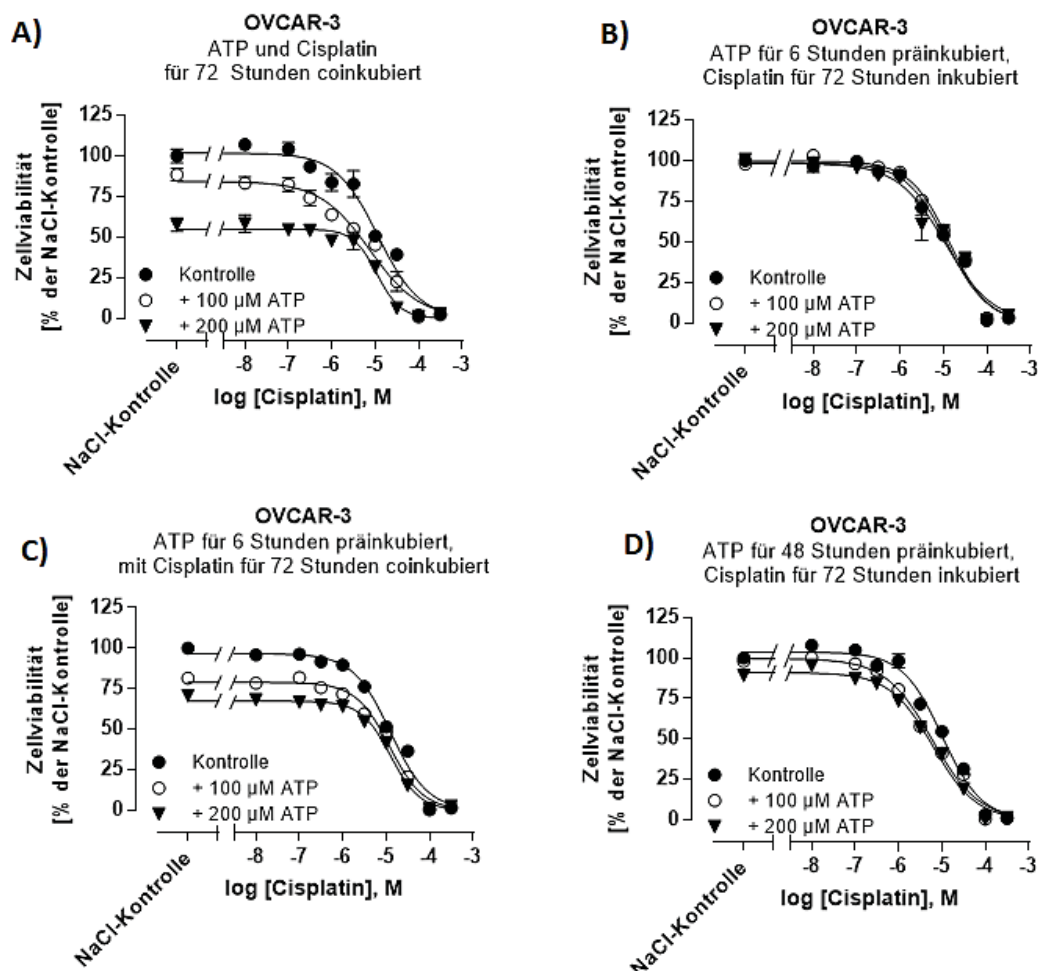 A)
OVCAR-3
ATP und Cisplatin
für 72 Stunden coinkubiert
Zellviabilität
[% der NaCl-Kontrolle]
125
100
75
50
25
0
Kontrolle
+ 100 µM ATP
+ 200 µM ATP
NaCl-Kontrolle
-8
-7
-6
-5
-4
-3
log [Cisplatin], M
B)
OVCAR-3
ATP für 6 Stunden präinkubiert,
Cisplatin für 72 Stunden inkubiert
Zellviabilität
[% der NaCl-Kontrolle]
125
100
75
50
25
0
Kontrolle
+ 100 µM ATP
+ 200 µM ATP
NaCl-Kontrolle
-8
-7
-6
-5
-4
-3
log [Cisplatin], M
C)
OVCAR-3
ATP für 6 Stunden präinkubiert,
mit Cisplatin für 72 Stunden coinkubiert
Zellviabilität
[% der NaCl-Kontrolle]
125
100
75
50
25
0
Kontrolle
+ 100 µM ATP
+ 200 µM ATP
NaCl-Kontrolle
-8
-7
-6
-5
-4
-3
log [Cisplatin], M
D)
OVCAR-3
ATP für 48 Stunden präinkubiert,
Cisplatin für 72 Stunden inkubiert
Zellviabilität
[% der NaCl-Kontrolle]
125
100
75
50
25
0
Kontrolle
+ 100 µM ATP
+ 200 µM ATP
NaCl-Kontrolle
-8
-7
-6
-5
-4
-3
log [Cisplatin], M